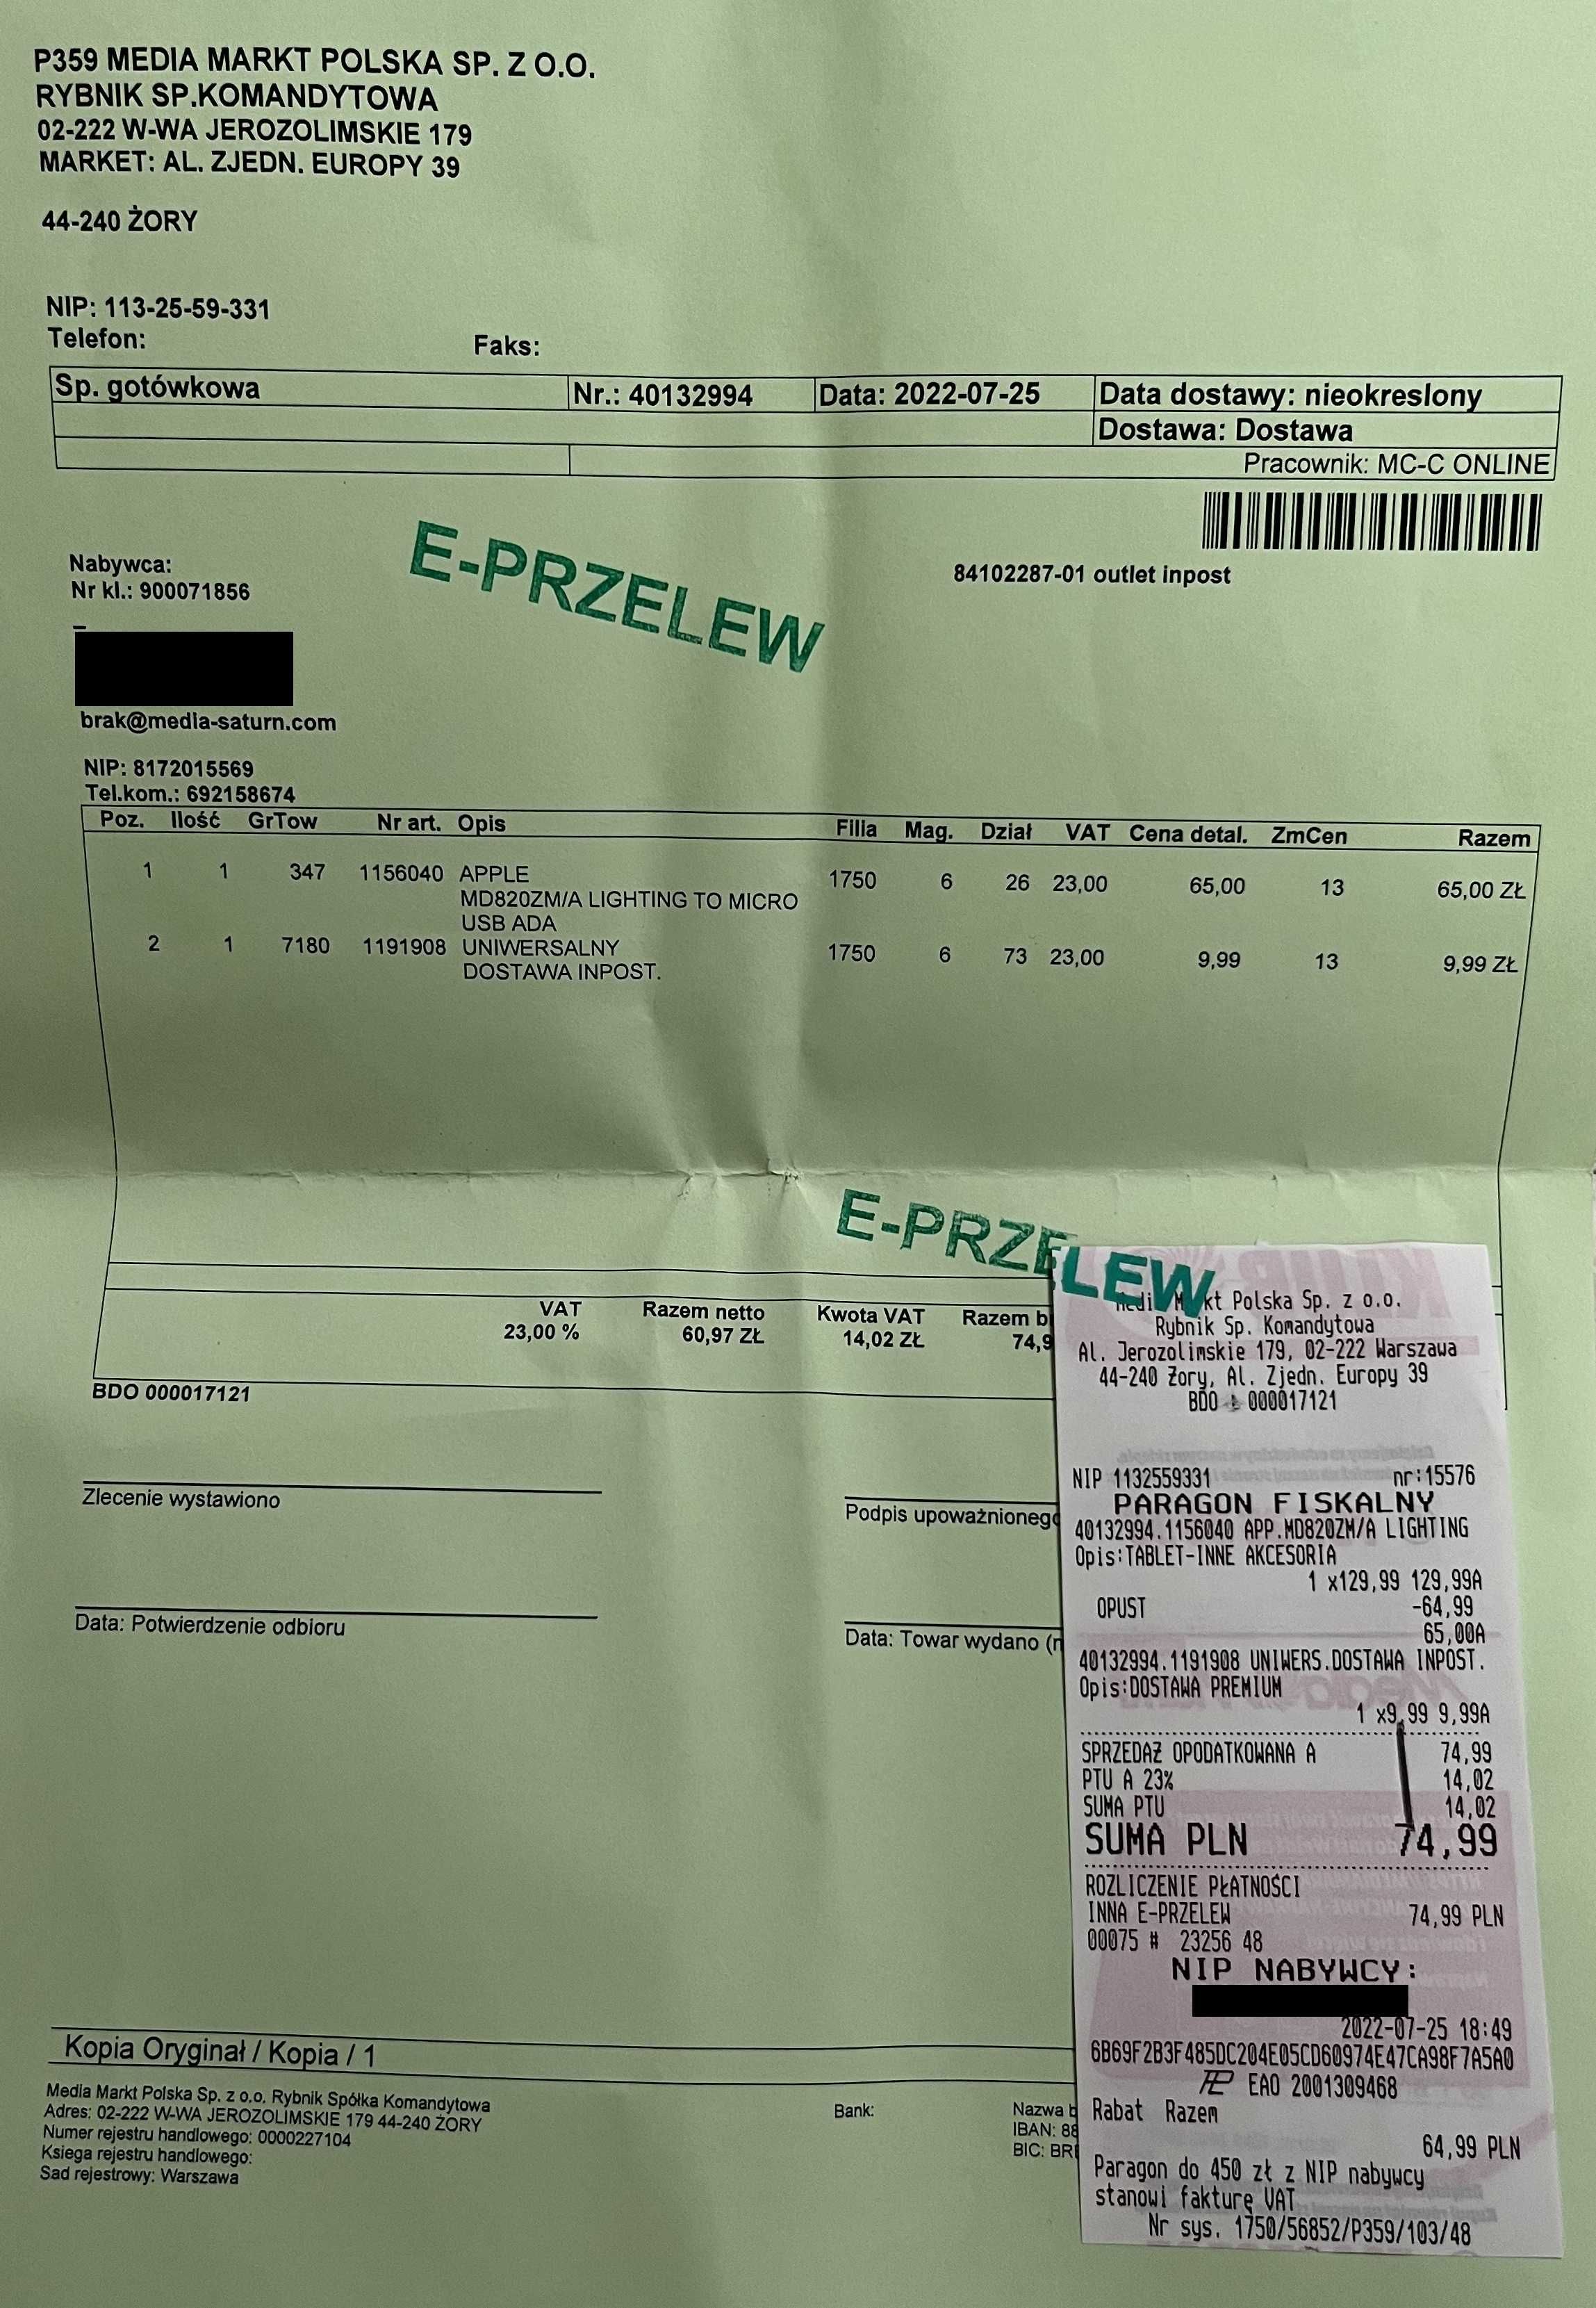 P359 MEDIA MARKT POLSKA SP. Z O.O.
RYBNIK SP.KOMANDYTOWA
02-222 W-WA JEROZOLIMSKIE 179
MARKET: AL. ZJEDN. EUROPY 39
44-240 ŻORY
NIP: 113-25-59-331
Telefon: Faks:
Sp. gotówkowa Nr.: 40132994 Data: 2022-07-25 Data dostawy: nieokreslony
Dostawa: Dostawa
Pracownik: MC-C ONLINE
E-PRZELEW
84102287-01 outlet inpost
Nabywca:
Nr kl.: 900071856
brak@media-saturn.com
NIP: 8172015569
Tel.kom.: 692158674
Poz. Ilość GrTow Nr art. Opis Filia Mag. Dział VAT Cena detal. ZmCen Razem
1 1 347 1156040 APPLE 1750 6 26 23,00 65,00 13 65,00 ZŁ
MD820ZM/A LIGHTING TO MICRO
USB ADA
2 1 7180 1191908 UNIWERSALNY 1750 6 73 23,00 9,99 13 9,99 ZŁ
DOSTAWA INPOST.
E-PRZELEW
VAT Razem netto Kwota VAT Razem b
23,00 % 60,97 ZŁ 14,02 ZŁ 74,9
BDO 000017121
Zlecenie wystawiono
Podpis upoważnioneg
Data: Potwierdzenie odbioru
Data: Towar wydano (
Kopia Oryginał / Kopia / 1
Media Markt Polska Sp. z o.o. Rybnik Spółka Komandytowa
Adres: 02-222 W-WA JEROZOLIMSKIE 179 44-240 ŻORY
Numer rejestru handlowego: 0000227104
Ksiega rejestru handlowego:
Sad rejestrowy: Warszawa
Bank:
Nazwa b
IBAN: 88
BIC: BR
Markt Polska Sp. z o.o.
Rybnik Sp. Komandytowa
Al. Jerozolimskie 179, 02-222 Warszawa
44-240 Żory, Al. Zjedn. Europy 39
BDO : 000017121
NIP 1132559331 nr:15576
PARAGON FISKALNY
40132994.1156040 APP.MD820ZM/A LIGHTING
Opis:TABLET-INNE AKCESORIA
1 x129,99 129,99A
OPUST -64,99
65,00A
40132994.1191908 UNIWERS.DOSTAWA INPOST.
Opis:DOSTAWA PREMIUM
1 x9,99 9,99A
SPRZEDAŻ OPODATKOWANA A 74,99
PTU A 23% 14,02
SUMA PTU 14,02
SUMA PLN 74,99
ROZLICZENIE PŁATNOŚCI
INNA E-PRZELEW 74,99 PLN
00075 # 23256 48
NIP NABYWCY:
2022-07-25 18:49
6B69F2B3F485DC204E05CD60974E47CA98F7A5A0
EAO 2001309468
Rabat Razem
64,99 PLN
Paragon do 450 zł z NIP nabywcy
stanowi fakturę VAT
Nr sys. 1750/56852/P359/103/48